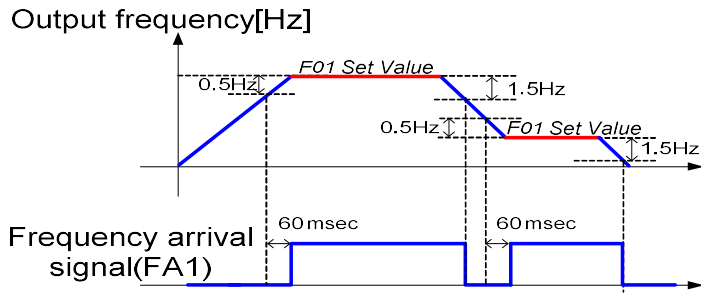 Output frequency[Hz]
F01 Set Value
0.5Hz
1.5Hz
0.5Hz
F01 Set Value
1.5Hz
60 msec
60 msec
Frequency arrival
signal(FA1)